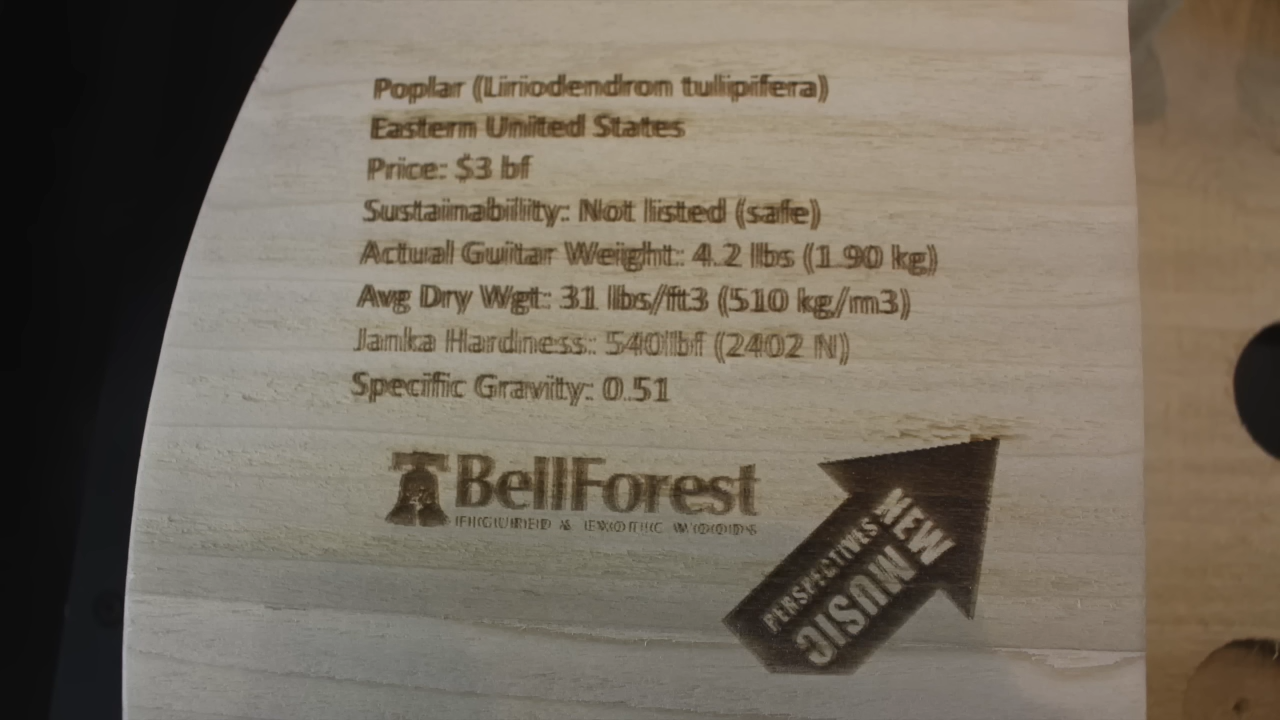 Poplar (Liriodendron tulipifera)
Eastern United States
Price: $3 bf
Sustainability: Not listed (safe)
Actual Guitar Weight: 4.2 lbs (1.90 kg)
Avg Dry Wgt: 31 lbs/ft3 (510 kg/m3)
Janka Hardness: 540lbf (2402 N)
Specific Gravity: 0.51
BellForest
FIGURED & EXOTIC WOODS
NEW
PERSPECTIVES
MUSIC